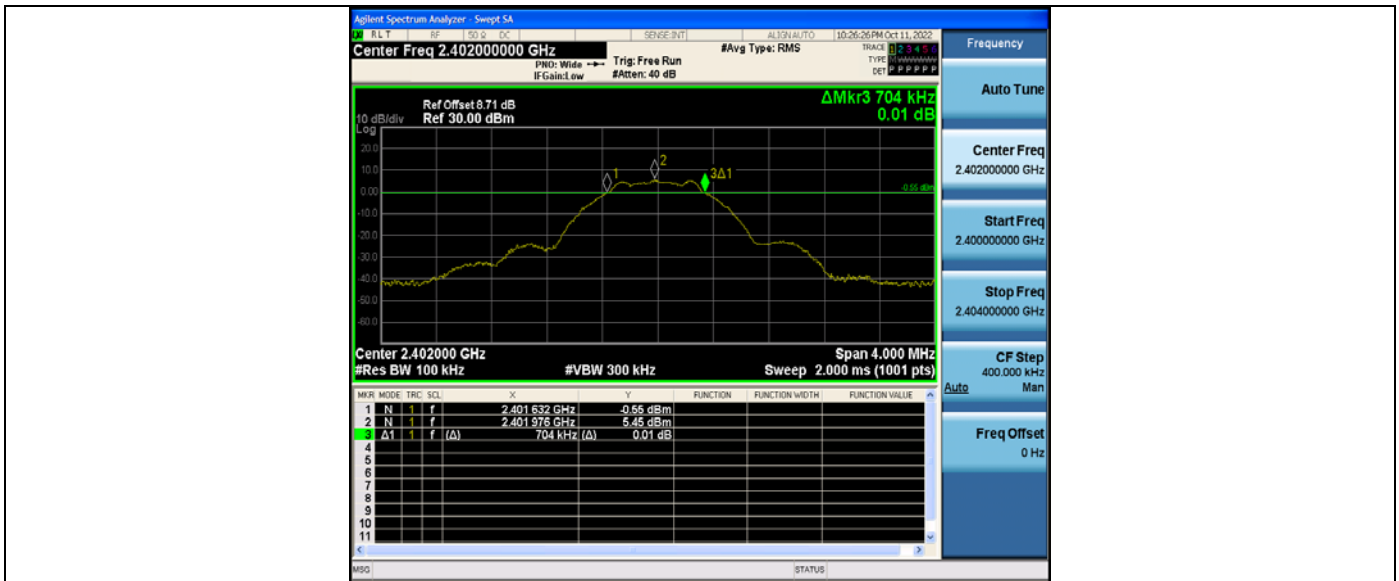 Agilent Spectrum Analyzer - Swept SA
RL T RF 50 Ω DC SENSE:INT ALIGN AUTO 10:26:26 PM Oct 11, 2022
Center Freq 2.402000000 GHz
PNO: Wide
IFGain:Low
Trig: Free Run
#Atten: 40 dB
#Avg Type: RMS
TRACE 1 2 3 4 5 6
TYPE M
DET P P P P P P
ΔMkr3 704 kHz
0.01 dB
Ref Offset 8.71 dB
10 dB/div Ref 30.00 dBm
Log
20.0
10.0
0.00
-10.0
-20.0
-30.0
-40.0
-50.0
-60.0
1
2
3Δ1
-0.55 dBm
Center 2.402000 GHz Span 4.000 MHz
#Res BW 100 kHz #VBW 300 kHz Sweep 2.000 ms (1001 pts)
MKR MODE TRC SCL X Y FUNCTION FUNCTION WIDTH FUNCTION VALUE
1 N 1 f 2.401 632 GHz -0.55 dBm
2 N 1 f 2.401 976 GHz 5.45 dBm
3 Δ1 1 f (Δ) 704 kHz (Δ) 0.01 dB
4
5
6
7
8
9
10
11
MSG STATUS
Frequency
Auto Tune
Center Freq
2.402000000 GHz
Start Freq
2.400000000 GHz
Stop Freq
2.404000000 GHz
CF Step
400.000 kHz
Auto Man
Freq Offset
0 Hz